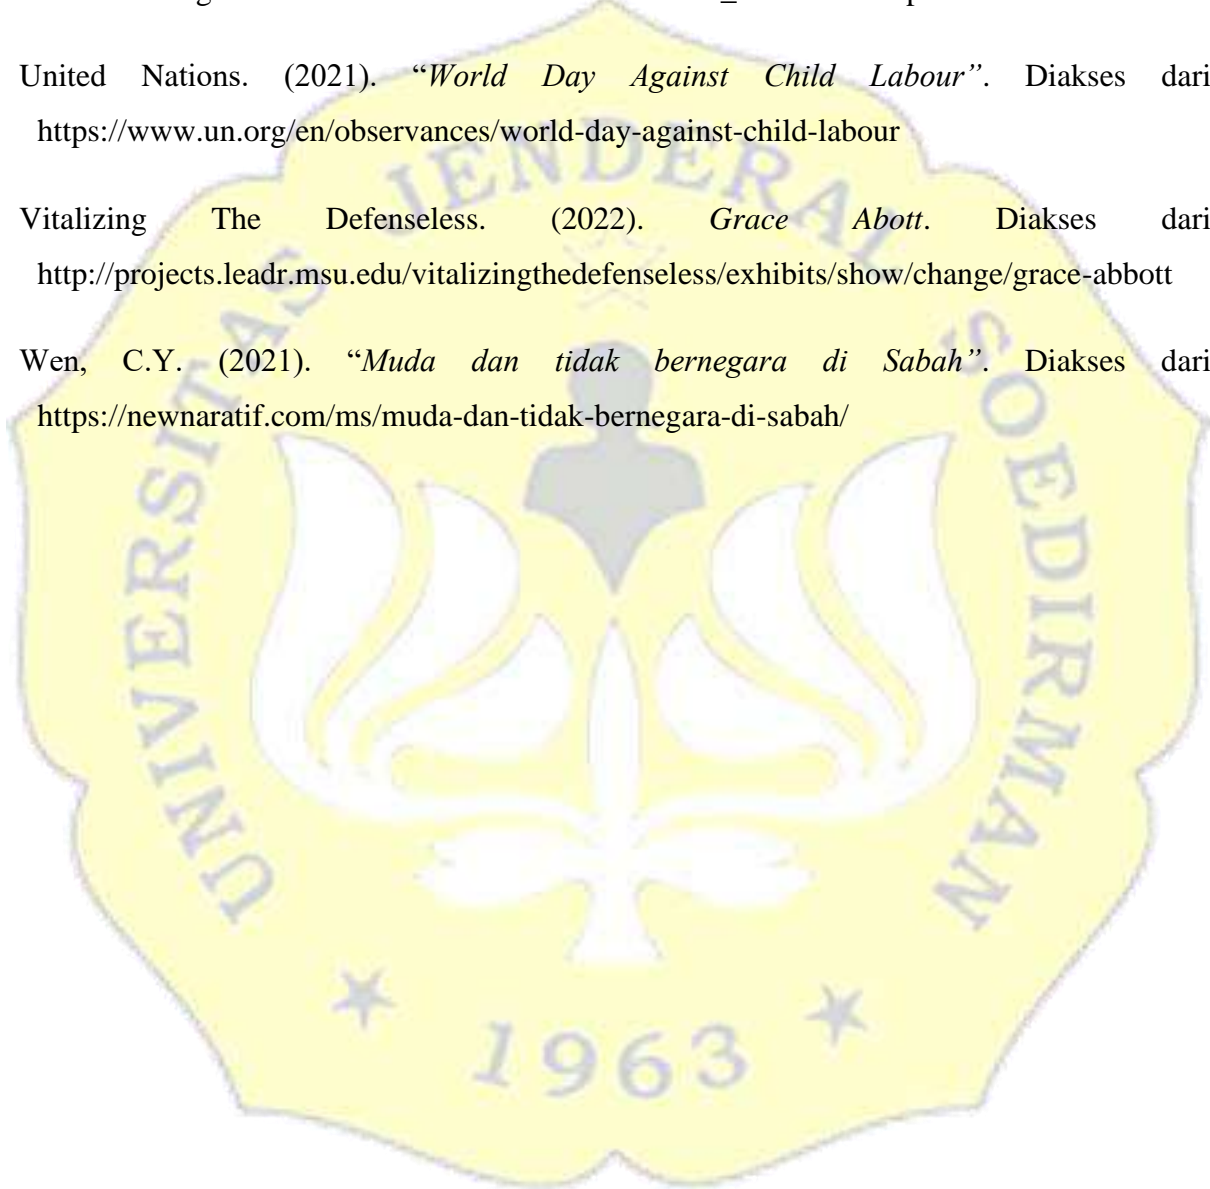 United Nations. (2021). “World Day Against Child Labour”. Diakses dari
https://www.un.org/en/observances/world-day-against-child-labour
Vitalizing The Defenseless. (2022). Grace Abott. Diakses dari
http://projects.leadr.msu.edu/vitalizingthedefenseless/exhibits/show/change/grace-abbott
Wen, C.Y. (2021). “Muda dan tidak bernegara di Sabah”. Diakses dari
https://newnaratif.com/ms/muda-dan-tidak-bernegara-di-sabah/
UNIVERSITAS JENDERAL SOEDIRMAN
1963